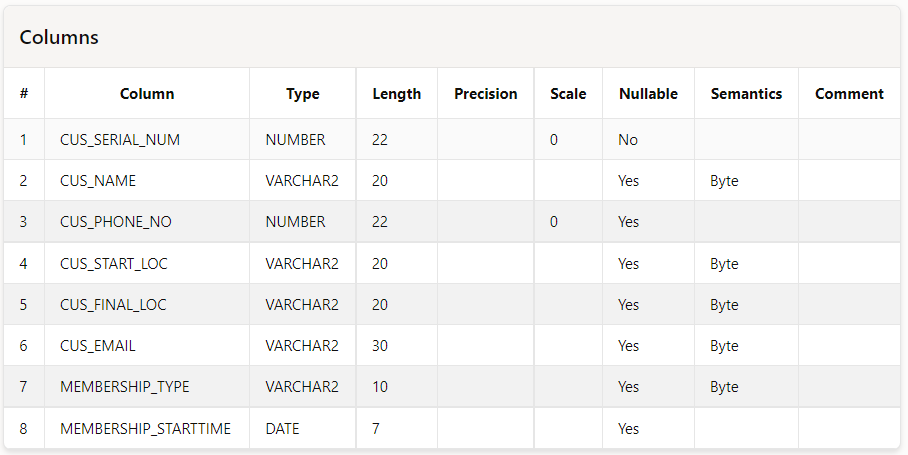 Columns
# Column Type Length Precision Scale Nullable Semantics Comment
1 CUS_SERIAL_NUM NUMBER 22 0 No
2 CUS_NAME VARCHAR2 20 Yes Byte
3 CUS_PHONE_NO NUMBER 22 0 Yes
4 CUS_START_LOC VARCHAR2 20 Yes Byte
5 CUS_FINAL_LOC VARCHAR2 20 Yes Byte
6 CUS_EMAIL VARCHAR2 30 Yes Byte
7 MEMBERSHIP_TYPE VARCHAR2 10 Yes Byte
8 MEMBERSHIP_STARTTIME DATE 7 Yes